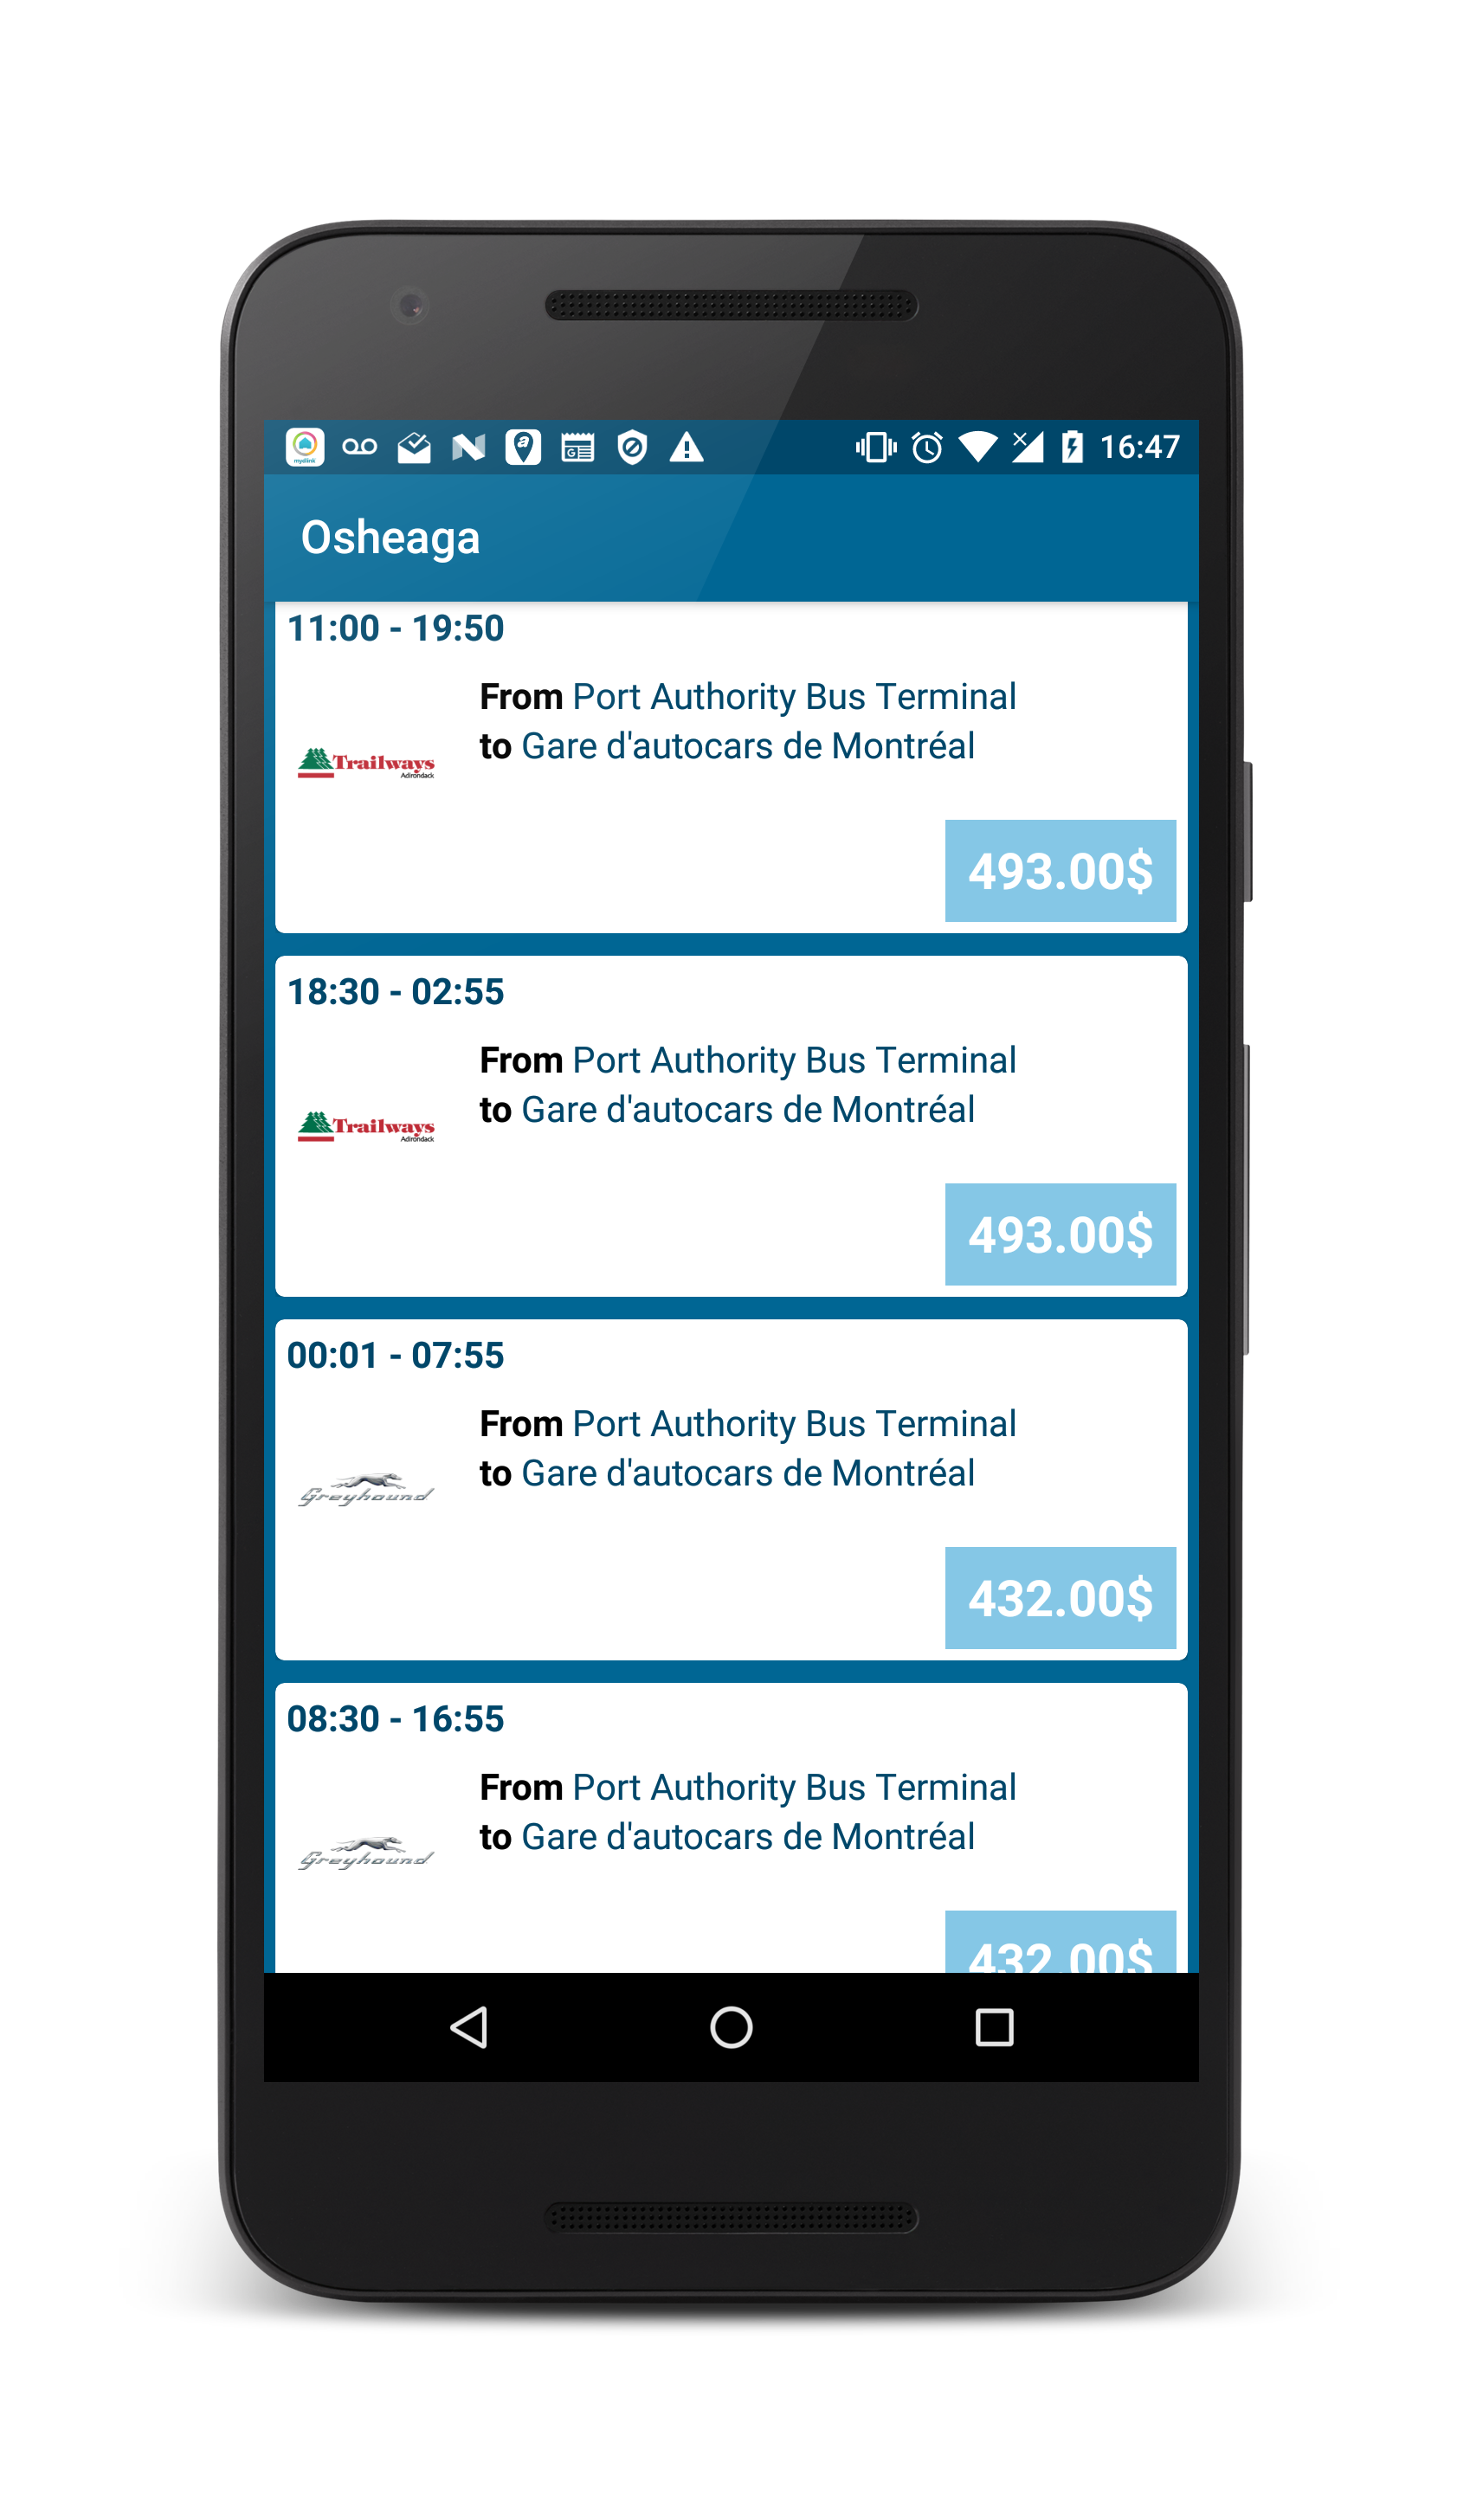 16:47
Osheaga
11:00 - 19:50
From Port Authority Bus Terminal
to Gare d'autocars de Montréal
Trailways
Adirondack
493.00$
18:30 - 02:55
From Port Authority Bus Terminal
to Gare d'autocars de Montréal
Trailways
Adirondack
493.00$
00:01 - 07:55
From Port Authority Bus Terminal
to Gare d'autocars de Montréal
Greyhound
432.00$
08:30 - 16:55
From Port Authority Bus Terminal
to Gare d'autocars de Montréal
Greyhound
432.00$